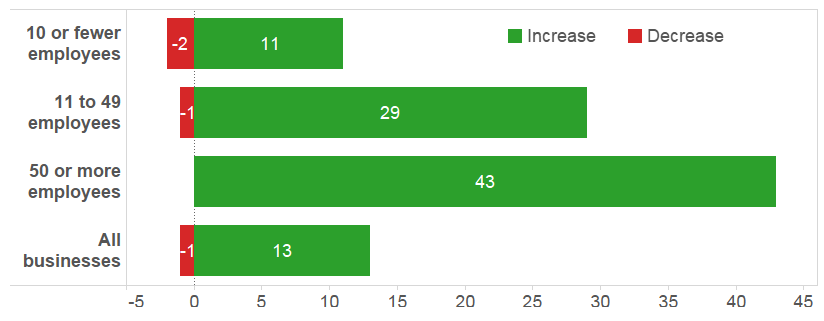 10 or fewer
employees
-2
11
Increase
Decrease
11 to 49
employees
-1
29
50 or more
employees
43
All
businesses
-1
13
-5 0 5 10 15 20 25 30 35 40 45